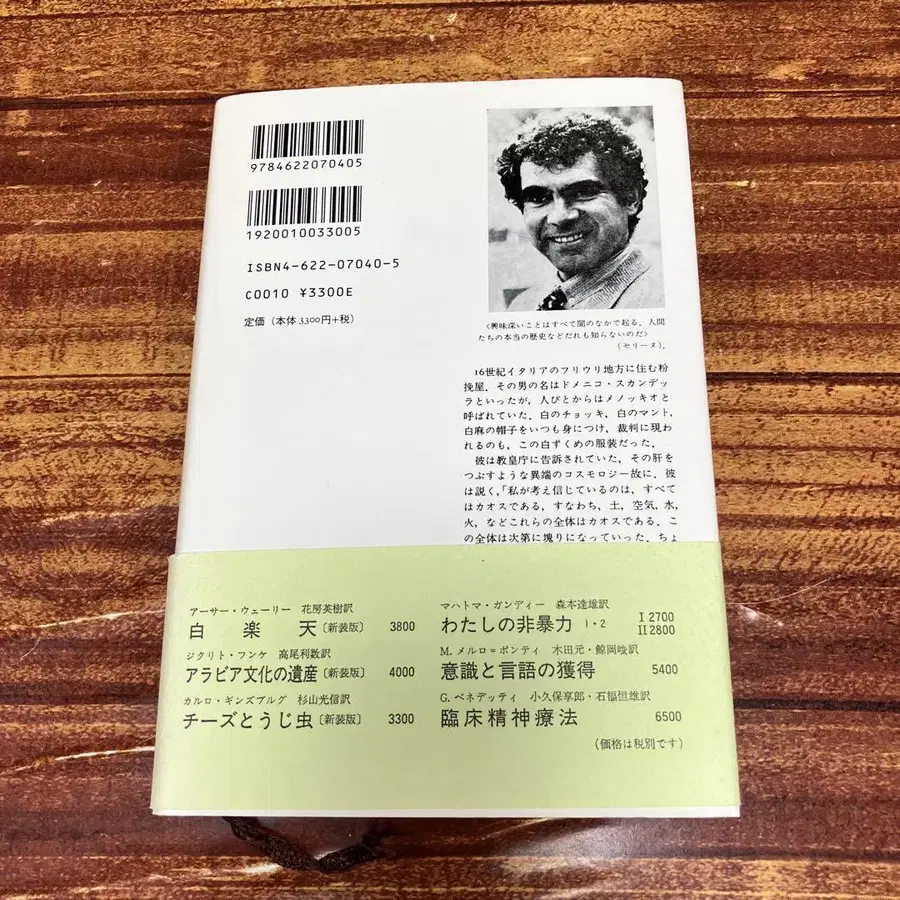 9784622070405
1920010033005
ISBN4-622-07040-5
C0010 ¥3300E
定価（本体3300円+税）
〈興味深いことはすべて闇のなかで起る．人間
たちの本当の歴史などだれも知らないのだ〉
（セリーヌ）．
16世紀イタリアのフリウリ地方に住む粉
挽屋．その男の名はドメニコ・スカンデッ
ラといったが，人びとからはメノッキオと
呼ばれていた．白のチョッキ，白のマント，
白麻の帽子をいつも身につけ，裁判に現わ
れるのも，この白ずくめの服装だった．
彼は教皇庁に告訴されていた，その肝を
つぶすような異端のコスモロジー故に．彼
は説く，「私が考え信じているのは，すべて
はカオスである，すなわち，土，空気，水，
火，などこれらの全体はカオスである．こ
の全体は次第に塊りになっていった．ちょ
アーサー・ウェーリー 花房英樹訳
白楽天〔新装版〕 3800
ジクリト・フンケ 高尾利数訳
アラビア文化の遺産〔新装版〕 4000
カルロ・ギンズブルグ 杉山光信訳
チーズとうじ虫〔新装版〕 3300
マハトマ・ガンディー 森本達雄訳
わたしの非暴力 1・2 I 2700 II 2800
M. メルロ＝ポンティ 木田元・鯨岡峻訳
意識と言語の獲得 5400
G. ベネデッティ 小久保享郎・石福恒雄訳
臨床精神療法 6500
（価格は税別です）